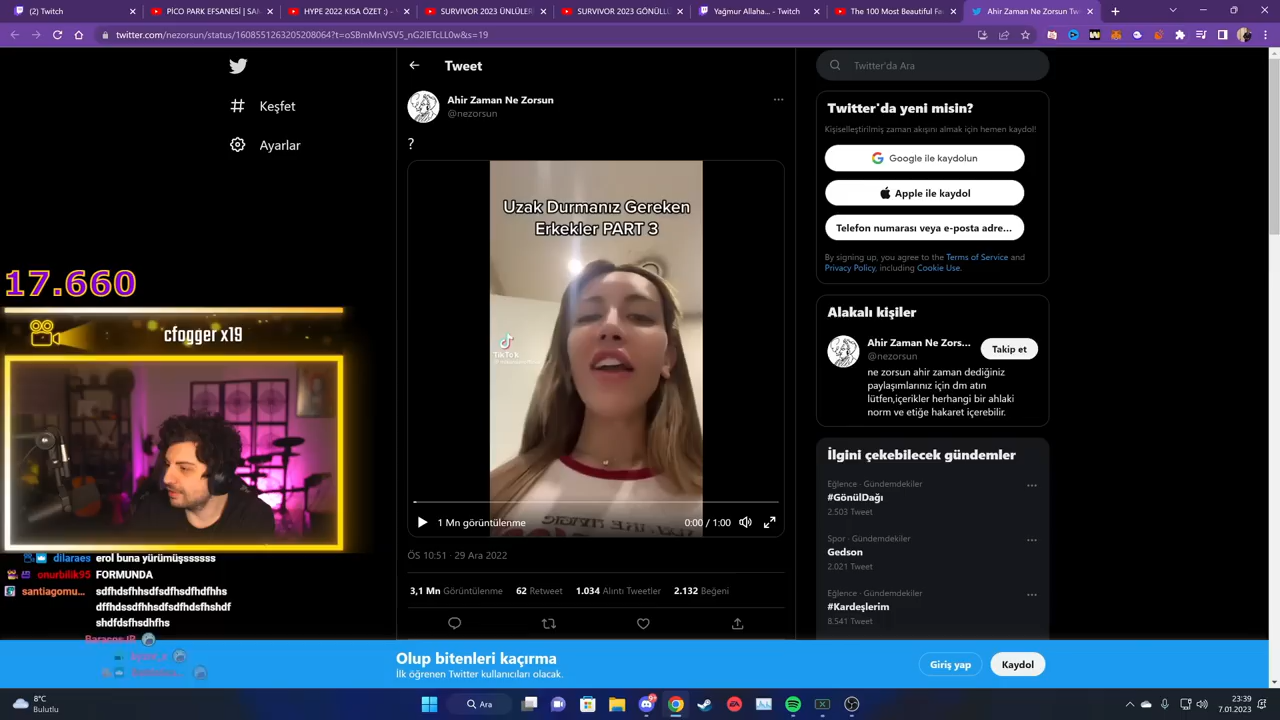 (2) Twitch
PİCO PARK EFSANESİ | SAN
HYPE 2022 KISA ÖZET :) -
SURVIVOR 2023 ÜNLÜLER
SURVIVOR 2023 GÖNÜLLÜ
Yağmur Allaha... - Twitch
The 100 Most Beautiful Fa
Ahir Zaman Ne Zorsun Tw
twitter.com/nezorsun/status/1608551263205208064?t=oSBmMnVSV5_nG2lETcLL0w&s=19
Keşfet
Ayarlar
Tweet
Ahir Zaman Ne Zorsun
@nezorsun
?
Uzak Durmanız Gereken
Erkekler PART 3
TikTok
1 Mn görüntülenme
0:00 / 1:00
ÖS 10:51 · 29 Ara 2022
3,1 Mn Görüntülenme 62 Retweet 1.034 Alıntı Tweetler 2.132 Beğeni
Twitter'da Ara
Twitter'da yeni misin?
Kişiselleştirilmiş zaman akışını almak için hemen kaydol!
Google ile kaydolun
Apple ile kaydol
Telefon numarası veya e-posta adre...
By signing up, you agree to the Terms of Service and
Privacy Policy, including Cookie Use.
Alakalı kişiler
Ahir Zaman Ne Zors...
@nezorsun
Takip et
ne zorsun ahir zaman dediğiniz
paylaşımlarınız için dm atın
lütfen,içerikler herhangi bir ahlaki
norm ve etiğe hakaret içerebilir.
İlgini çekebilecek gündemler
Eğlence · Gündemdekiler
#GönülDağı
2.503 Tweet
Spor · Gündemdekiler
Gedson
2.021 Tweet
Eğlence · Gündemdekiler
#Kardeşlerim
8.541 Tweet
17.660
cfogger x19
dilaraes erol buna yürümüşssssss
onurbilik95 FORMUNDA
santiagomu... sdfhdsfhhsdfsdfhsdfhdfhhs
dffhdssdfhhsdfsdfhdsfhshdf
shdfdsfhsdhfhs
Olup bitenleri kaçırma
İlk öğrenen Twitter kullanıcıları olacak.
Giriş yap
Kaydol
8°C
Bulutlu
Ara
9+
23:39
7.01.2023